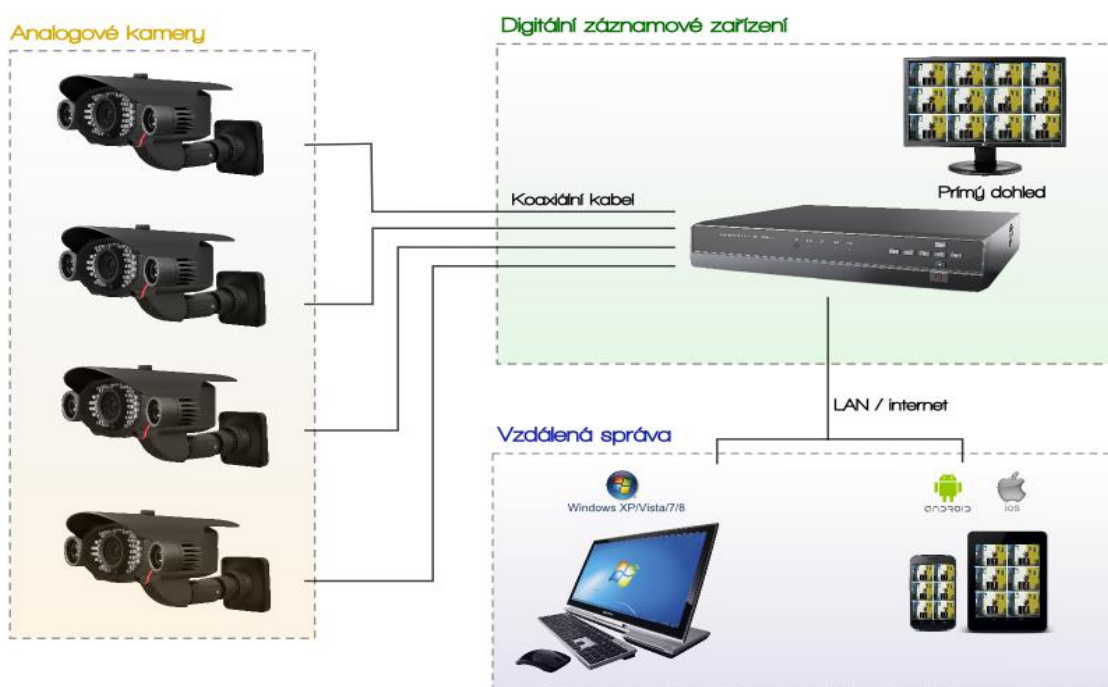 Analogové kamery
Digitální záznamové zařízení
Přímý dohled
Koaxiální kabel
LAN / internet
Vzdálená správa
Windows XP/Vista/7/8
ANDROID
ios